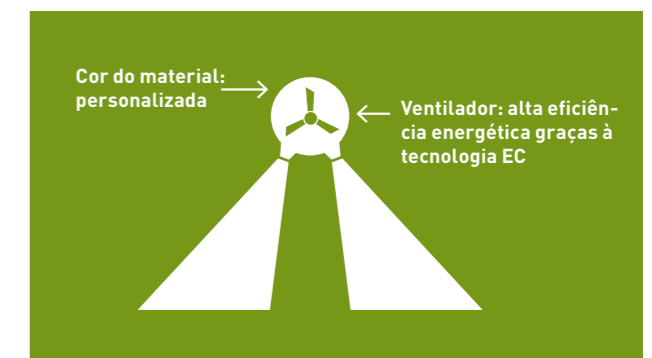 Cor do material:
personalizada
Ventilador: alta eficiên-
cia energética graças à
tecnologia EC